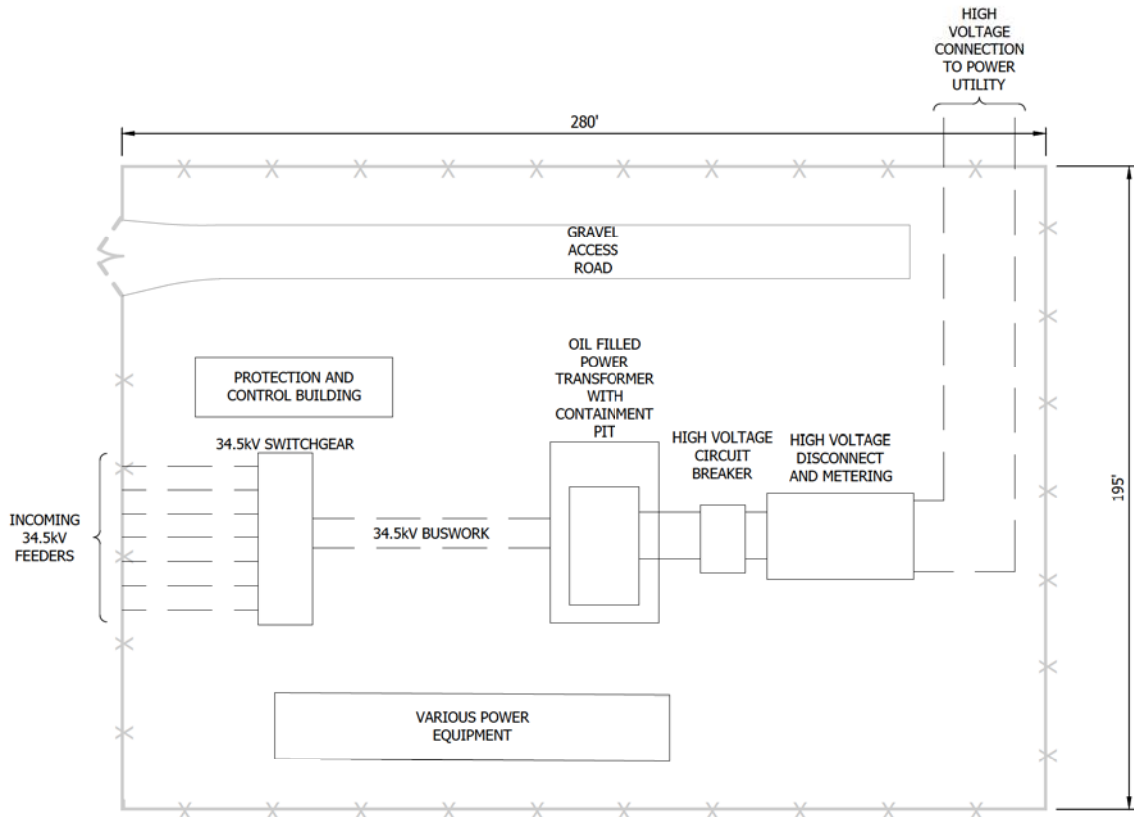 HIGH
VOLTAGE
CONNECTION
TO POWER
UTILITY
280'
GRAVEL
ACCESS
ROAD
OIL FILLED
POWER
TRANSFORMER
WITH
CONTAINMENT
PIT
PROTECTION AND
CONTROL BUILDING
34.5kV SWITCHGEAR
HIGH VOLTAGE
CIRCUIT
BREAKER
HIGH VOLTAGE
DISCONNECT
AND METERING
195'
INCOMING
34.5kV
FEEDERS
34.5kV BUSWORK
VARIOUS POWER
EQUIPMENT